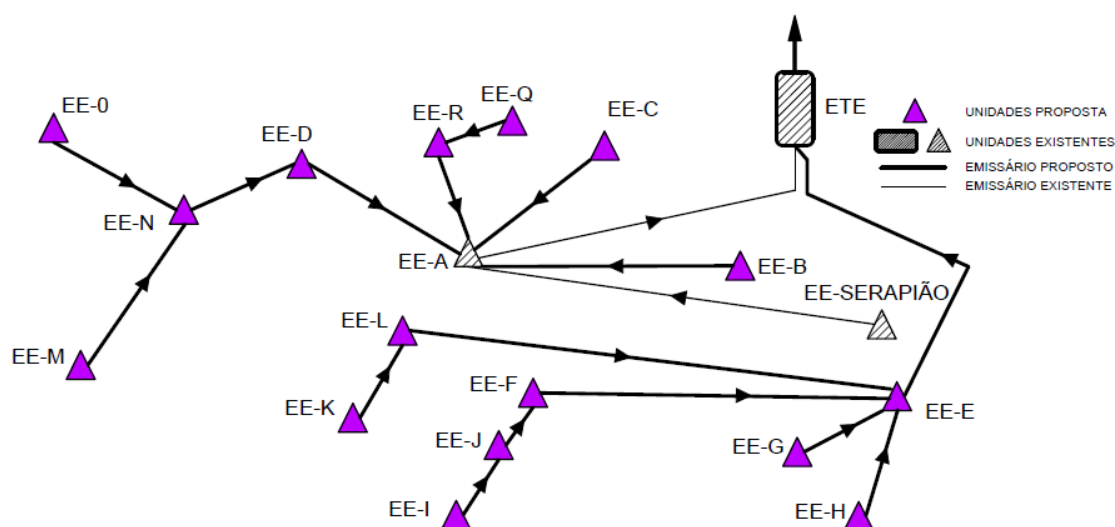 EE-0
EE-D
EE-R
EE-Q
EE-C
ETE
UNIDADES PROPOSTA
UNIDADES EXISTENTES
EMISSÁRIO PROPOSTO
EMISSÁRIO EXISTENTE
EE-N
EE-A
EE-B
EE-SERAPIÃO
EE-M
EE-L
EE-K
EE-F
EE-E
EE-J
EE-G
EE-I
EE-H